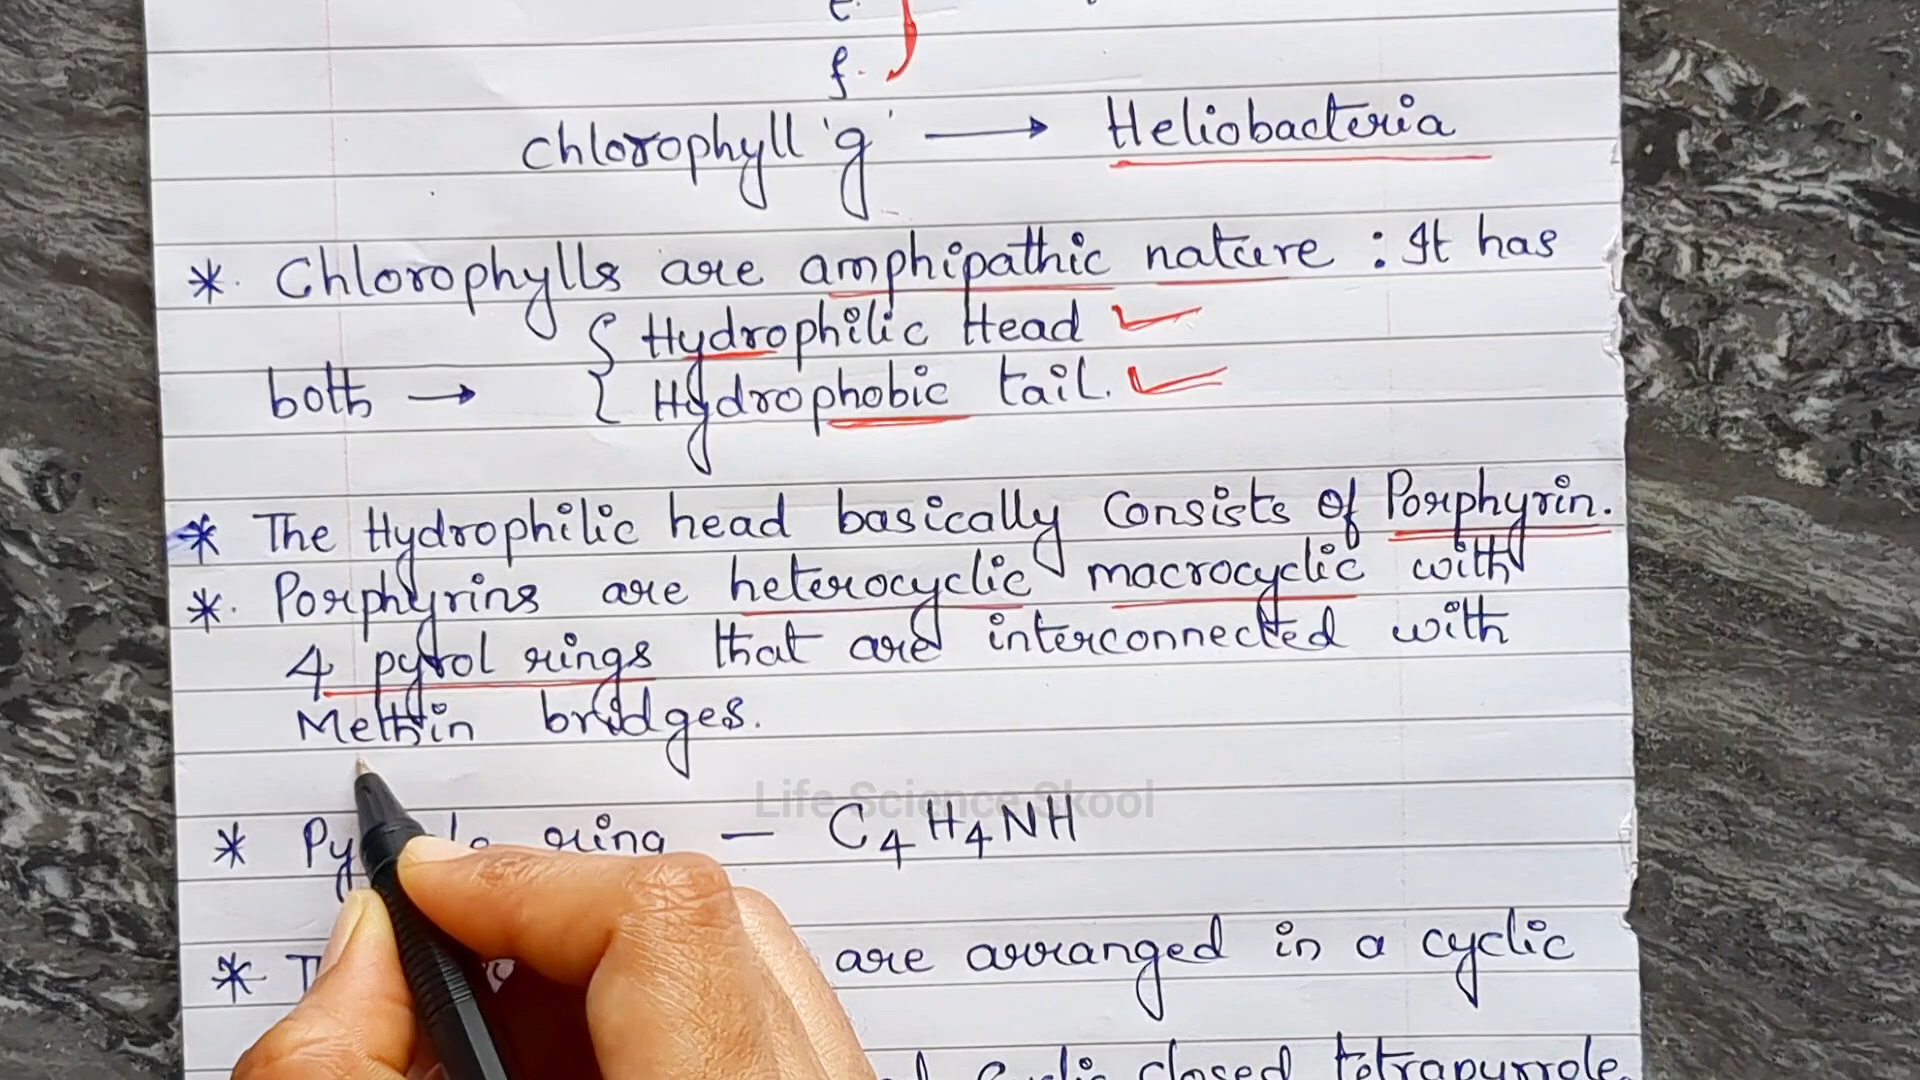 f.
chlorophyll 'g' → Heliobacteria
*. Chlorophylls are amphipathic nature : It has
{ Hydrophilic Head
both → { Hydrophobic tail.
* The Hydrophilic head basically consists of Porphyrin.
*. Porphyrins are heterocyclic macrocyclic with
4 pyrol rings that are interconnected with
Methin bridges.
Life Science Skool
* ring – C4H4NH
* are arranged in a cyclic
closed tetrapyrrole.